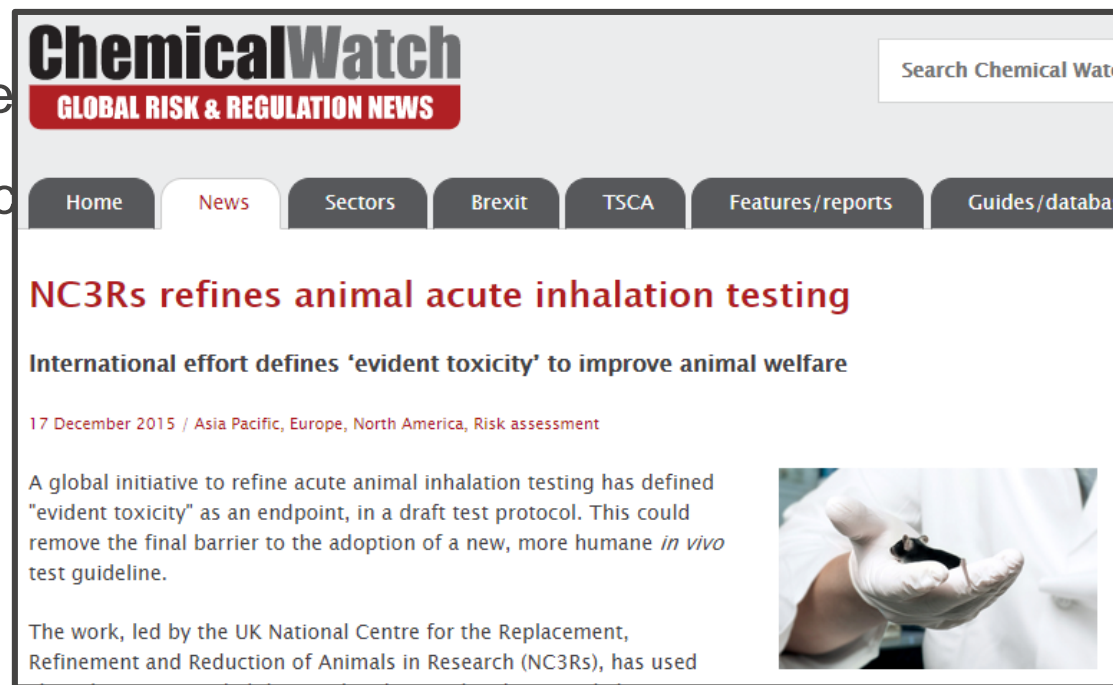 ChemicalWatch
GLOBAL RISK & REGULATION NEWS
Search Chemical
Home News Sectors Brexit TSCA Features/reports
NC3Rs refines animal acute inhalation testing
International effort defines ‘evident toxicity’ to improve animal welfare
17 December 2015 / Asia Pacific, Europe, North America, Risk assessment
A global initiative to refine acute animal inhalation testing has defined
"evident toxicity" as an endpoint, in a draft test protocol. This could
remove the final barrier to the adoption of a new, more humane in vivo
test guideline.
The work, led by the UK National Centre for the Replacement,
Refinement and Reduction of Animals in Research (NC3Rs), has used